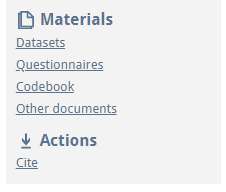 Materials
Datasets
Questionnaires
Codebook
Other documents
Actions
Cite